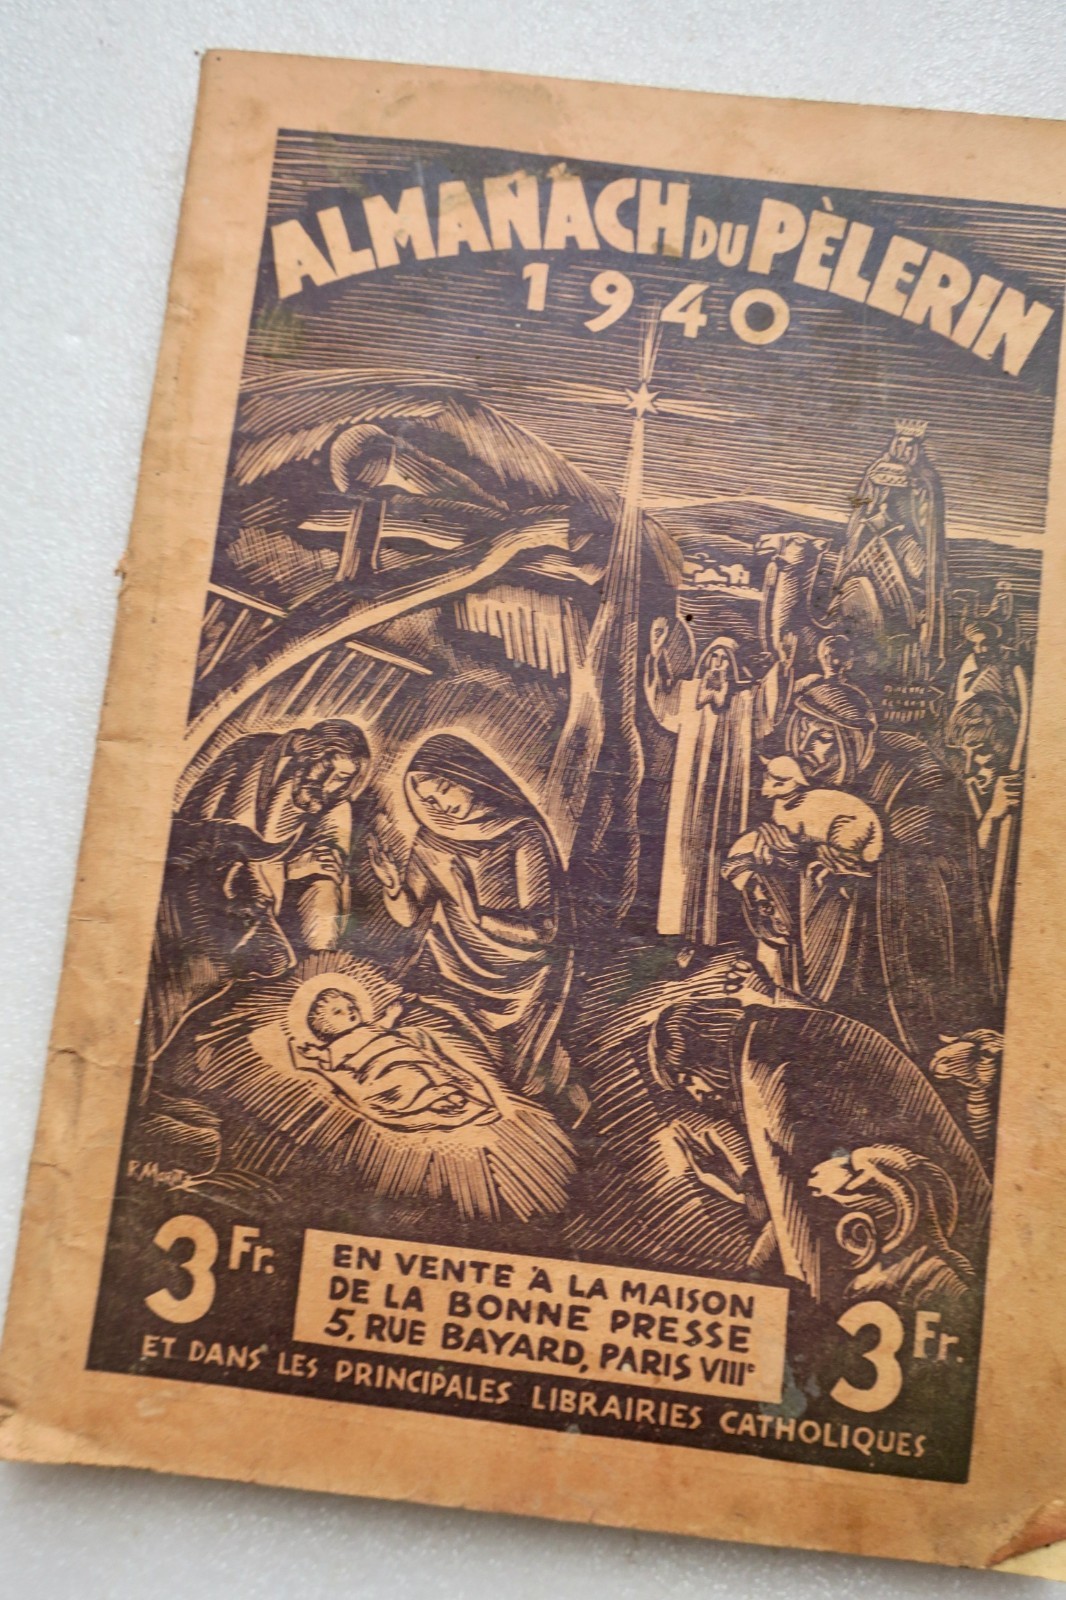 ALMANACH DU PÈLERIN
1940
3 Fr.
EN VENTE À LA MAISON
DE LA BONNE PRESSE
5, RUE BAYARD, PARIS VIIIe
3 Fr.
ET DANS LES PRINCIPALES LIBRAIRIES CATHOLIQUES